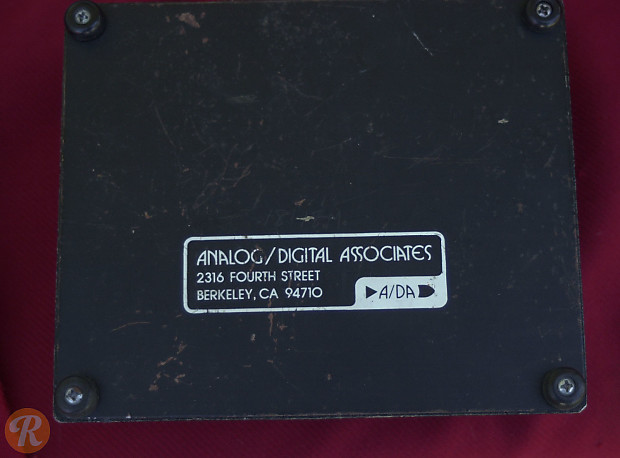 ANALOG/DIGITAL ASSOCIATES
2316 FOURTH STREET
BERKELEY, CA 94710
A/DA
R